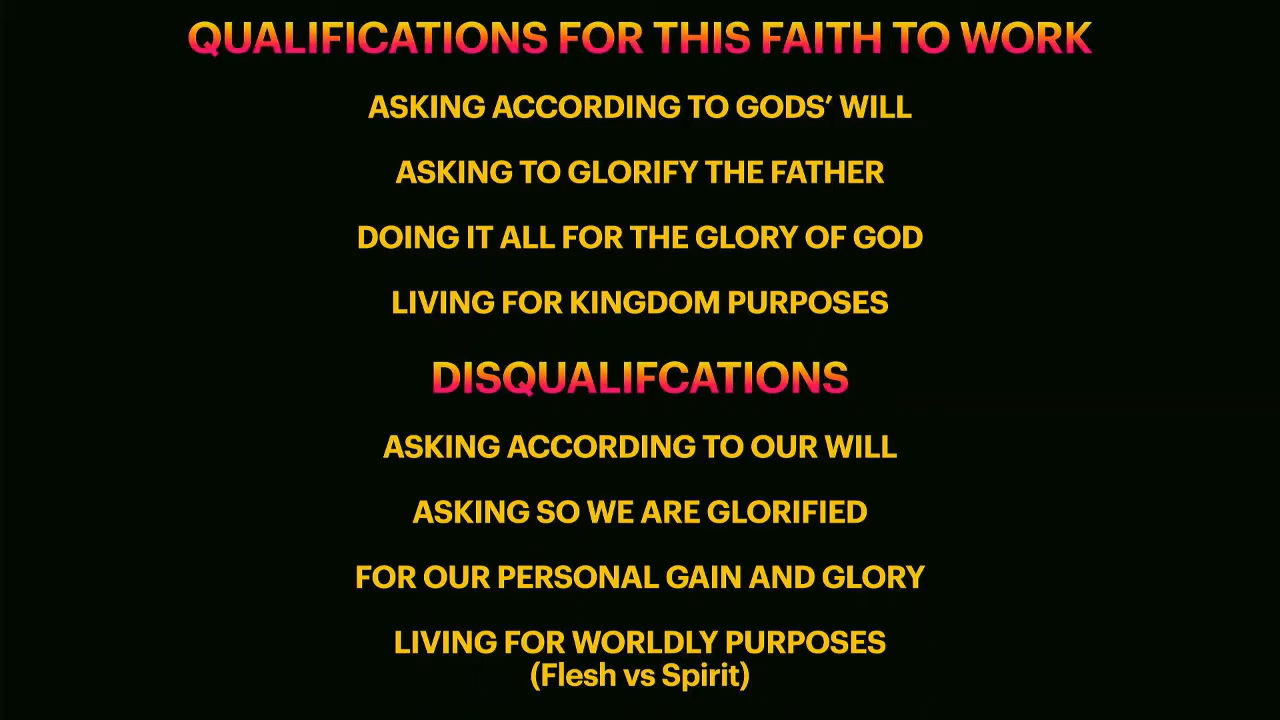 QUALIFICATIONS FOR THIS FAITH TO WORK
ASKING ACCORDING TO GODS’ WILL
ASKING TO GLORIFY THE FATHER
DOING IT ALL FOR THE GLORY OF GOD
LIVING FOR KINGDOM PURPOSES
DISQUALIFCATIONS
ASKING ACCORDING TO OUR WILL
ASKING SO WE ARE GLORIFIED
FOR OUR PERSONAL GAIN AND GLORY
LIVING FOR WORLDLY PURPOSES
(Flesh vs Spirit)